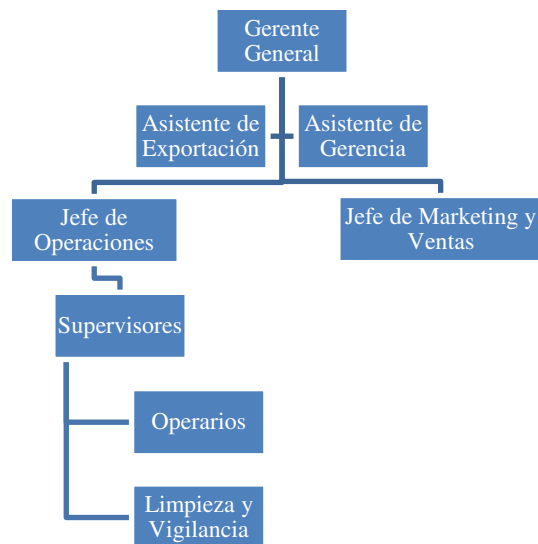 Gerente
General
Asistente de
Exportación
Asistente de
Gerencia
Jefe de
Operaciones
Jefe de Marketing y
Ventas
Supervisores
Operarios
Limpieza y
Vigilancia